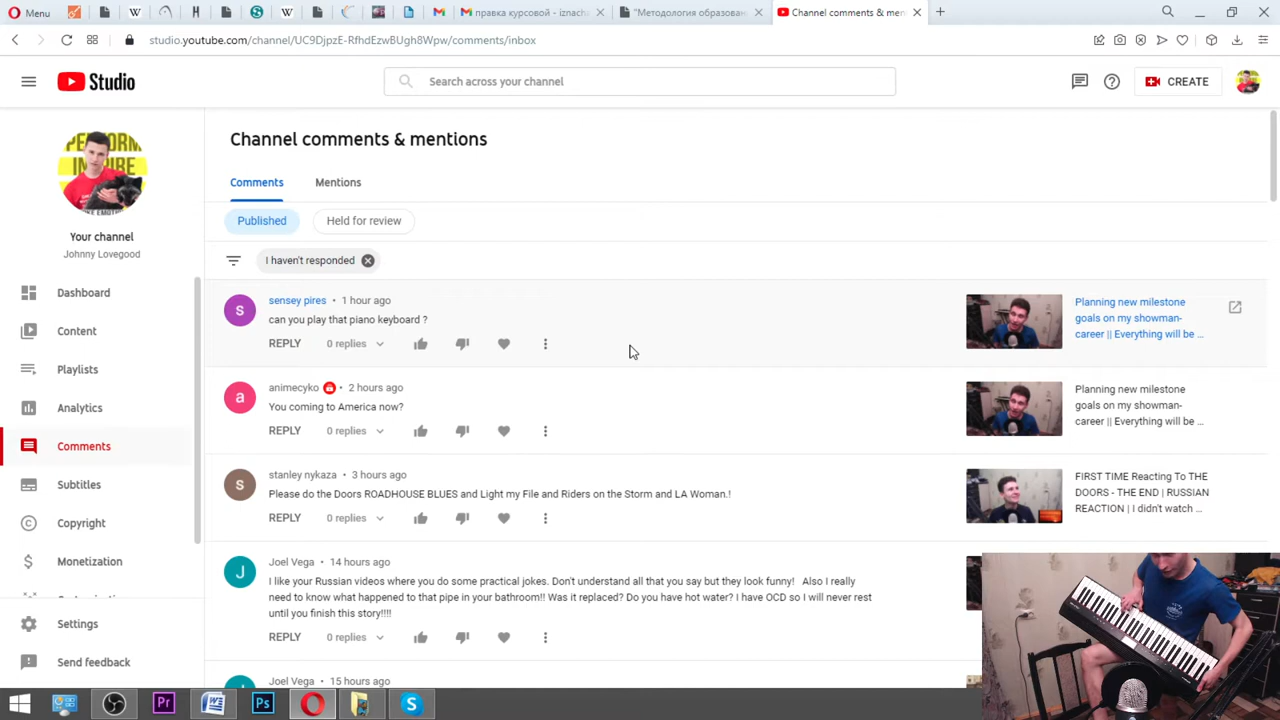 Menu
правка курсовой - iznacha
"Методология образован
Channel comments & men
studio.youtube.com/channel/UC9DjpzE-RfhdEzwBUgh8Wpw/comments/inbox
Studio
Search across your channel
CREATE
Channel comments & mentions
Comments
Mentions
Published
Held for review
I haven't responded
Your channel
Johnny Lovegood
Dashboard
Content
Playlists
Analytics
Comments
Subtitles
Copyright
Monetization
Settings
Send feedback
s
sensey pires • 1 hour ago
can you play that piano keyboard ?
REPLY 0 replies
Planning new milestone
goals on my showman-
career || Everything will be ...
a
animecyko • 2 hours ago
You coming to America now?
REPLY 0 replies
Planning new milestone
goals on my showman-
career || Everything will be ...
s
stanley nykaza • 3 hours ago
Please do the Doors ROADHOUSE BLUES and Light my File and Riders on the Storm and LA Woman.!
REPLY 0 replies
FIRST TIME Reacting To THE
DOORS - THE END | RUSSIAN
REACTION | I didn't watch ...
J
Joel Vega • 14 hours ago
I like your Russian videos where you do some practical jokes. Don't understand all that you say but they look funny! Also I really
need to know what happened to that pipe in your bathroom!! Was it replaced? Do you have hot water? I have OCD so I will never rest
until you finish this story!!!!
REPLY 0 replies
J
Joel Vega • 15 hours ago
Pr
W
Ps
S